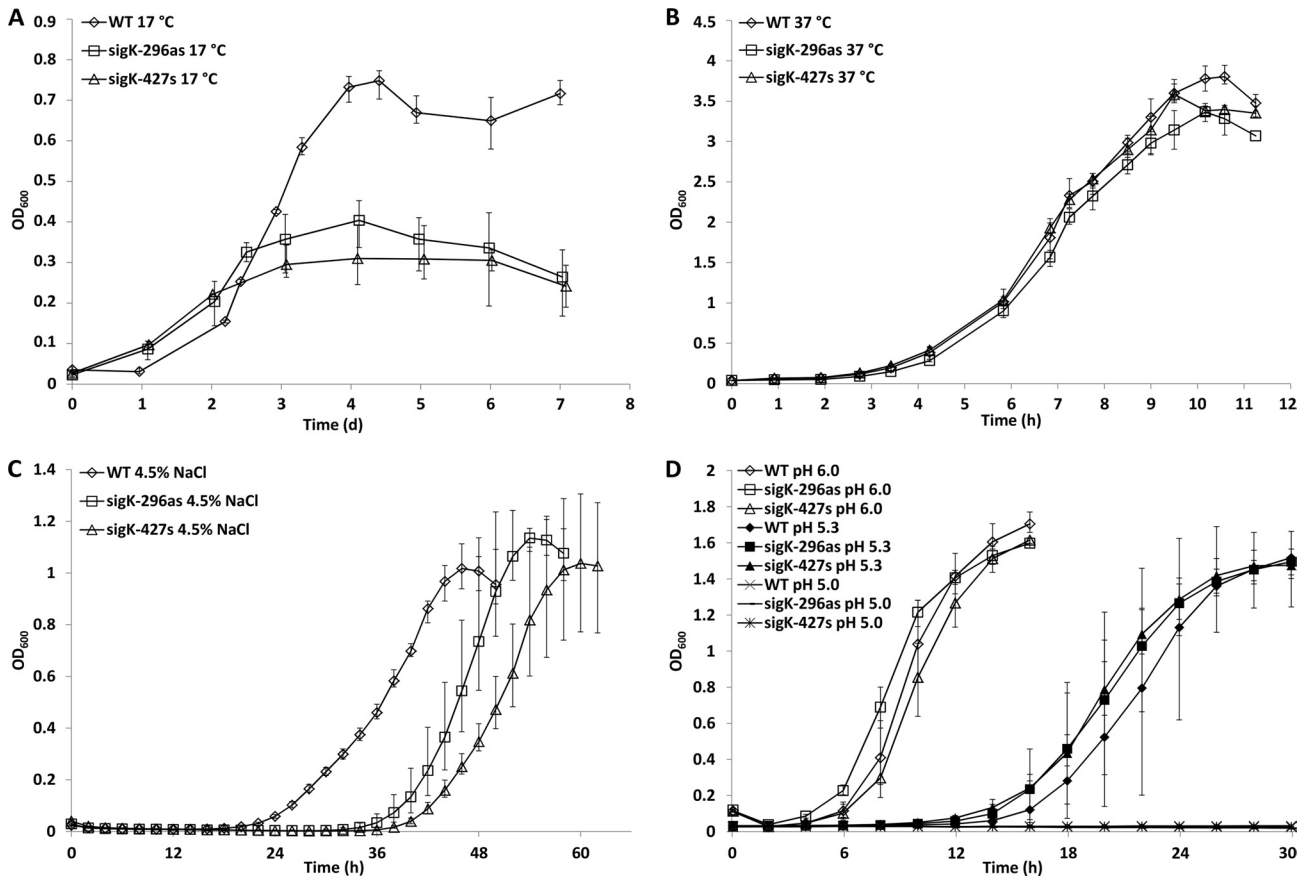 A
WT 17 °C
sigK-296as 17 °C
sigK-427s 17 °C
0.9
0.8
0.7
0.6
0.5
0.4
0.3
0.2
0.1
0
OD600
0 1 2 3 4 5 6 7 8
Time (d)
B
WT 37 °C
sigK-296as 37 °C
sigK-427s 37 °C
4.5
4
3.5
3
2.5
2
1.5
1
0.5
0
OD600
0 1 2 3 4 5 6 7 8 9 10 11 12
Time (h)
C
WT 4.5% NaCl
sigK-296as 4.5% NaCl
sigK-427s 4.5% NaCl
1.4
1.2
1
0.8
0.6
0.4
0.2
0
OD600
0 12 24 36 48 60
Time (h)
D
WT pH 6.0
sigK-296as pH 6.0
sigK-427s pH 6.0
WT pH 5.3
sigK-296as pH 5.3
sigK-427s pH 5.3
WT pH 5.0
sigK-296as pH 5.0
sigK-427s pH 5.0
2
1.8
1.6
1.4
1.2
1
0.8
0.6
0.4
0.2
0
OD600
0 6 12 18 24 30
Time (h)